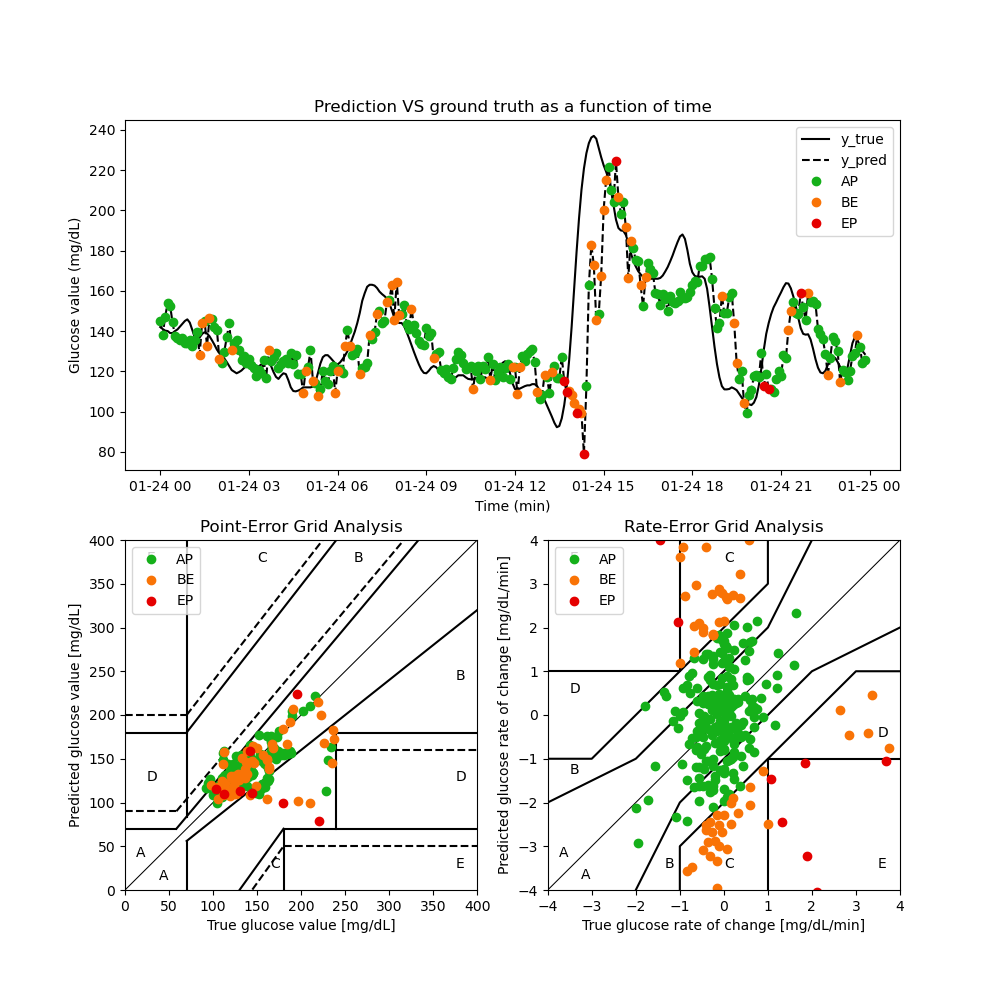 Prediction VS ground truth as a function of time
Glucose value (mg/dL)
240
220
200
180
160
140
120
100
80
y_true
y_pred
AP
BE
EP
01-24 00 01-24 03 01-24 06 01-24 09 01-24 12 01-24 15 01-24 18 01-24 21 01-25 00
Time (min)
Point-Error Grid Analysis
Predicted glucose value [mg/dL]
400
350
300
250
200
150
100
50
0
AP
BE
EP
C B
B
D D
A
A C E
0 50 100 150 200 250 300 350 400
True glucose value [mg/dL]
Rate-Error Grid Analysis
Predicted glucose rate of change [mg/dL/min]
4
3
2
1
0
−1
−2
−3
−4
AP
BE
EP
C
D
D
B
A
A B C E
−4 −3 −2 −1 0 1 2 3 4
True glucose rate of change [mg/dL/min]